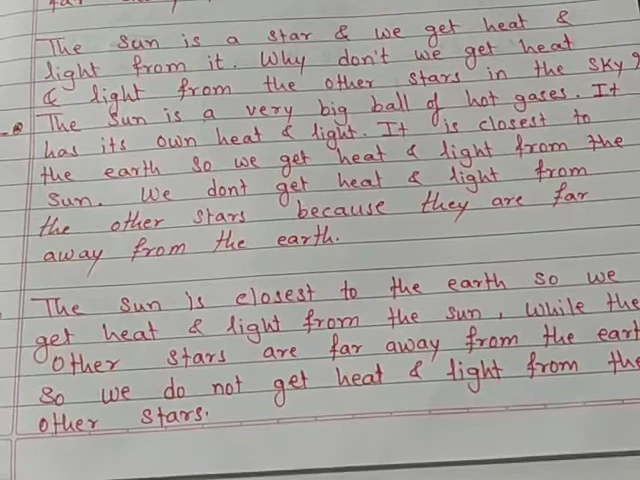 The Sun is a star & we get heat &
light from it. Why don't we get heat
& light from the other stars in the sky?
The Sun is a very big ball of hot gases. It
has its own heat & light. It is closest to
the earth so we get heat & light from the
Sun. We dont get heat & light from
the other stars because they are far
away from the earth.
The Sun is closest to the earth so we
get heat & light from the sun, while the
Other stars are far away from the eart
so we do not get heat & light from the
other stars.